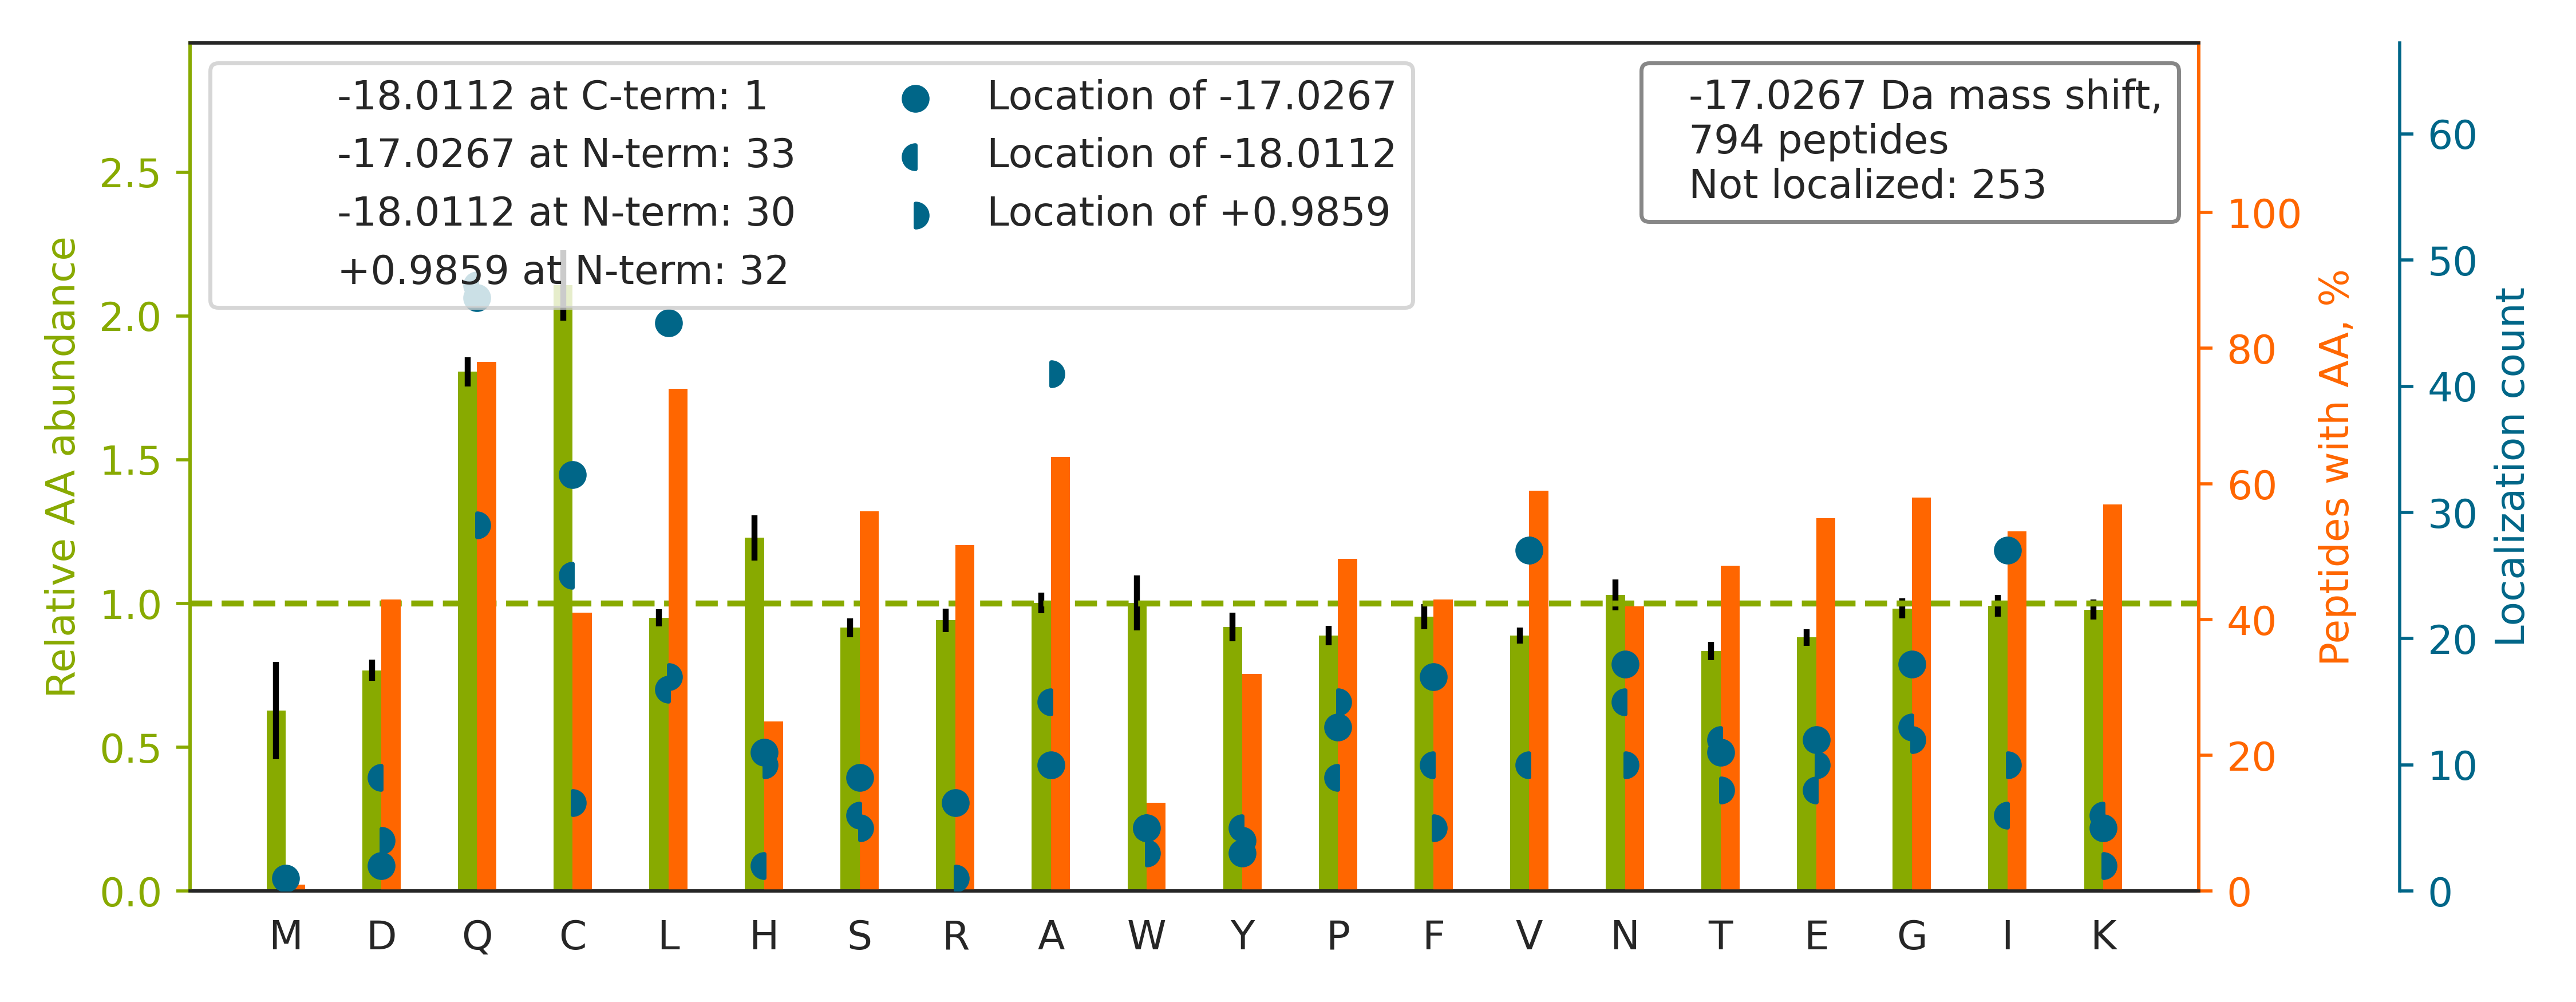 -18.0112 at C-term: 1
-17.0267 at N-term: 33
-18.0112 at N-term: 30
+0.9859 at N-term: 32
Location of -17.0267
Location of -18.0112
Location of +0.9859
-17.0267 Da mass shift,
794 peptides
Not localized: 253
Relative AA abundance
2.5
2.0
1.5
1.0
0.5
0.0
M D Q C L H S R A W Y P F V N T E G I K
100
80
60
40
20
0
Peptides with AA, %
60
50
40
30
20
10
0
Localization count